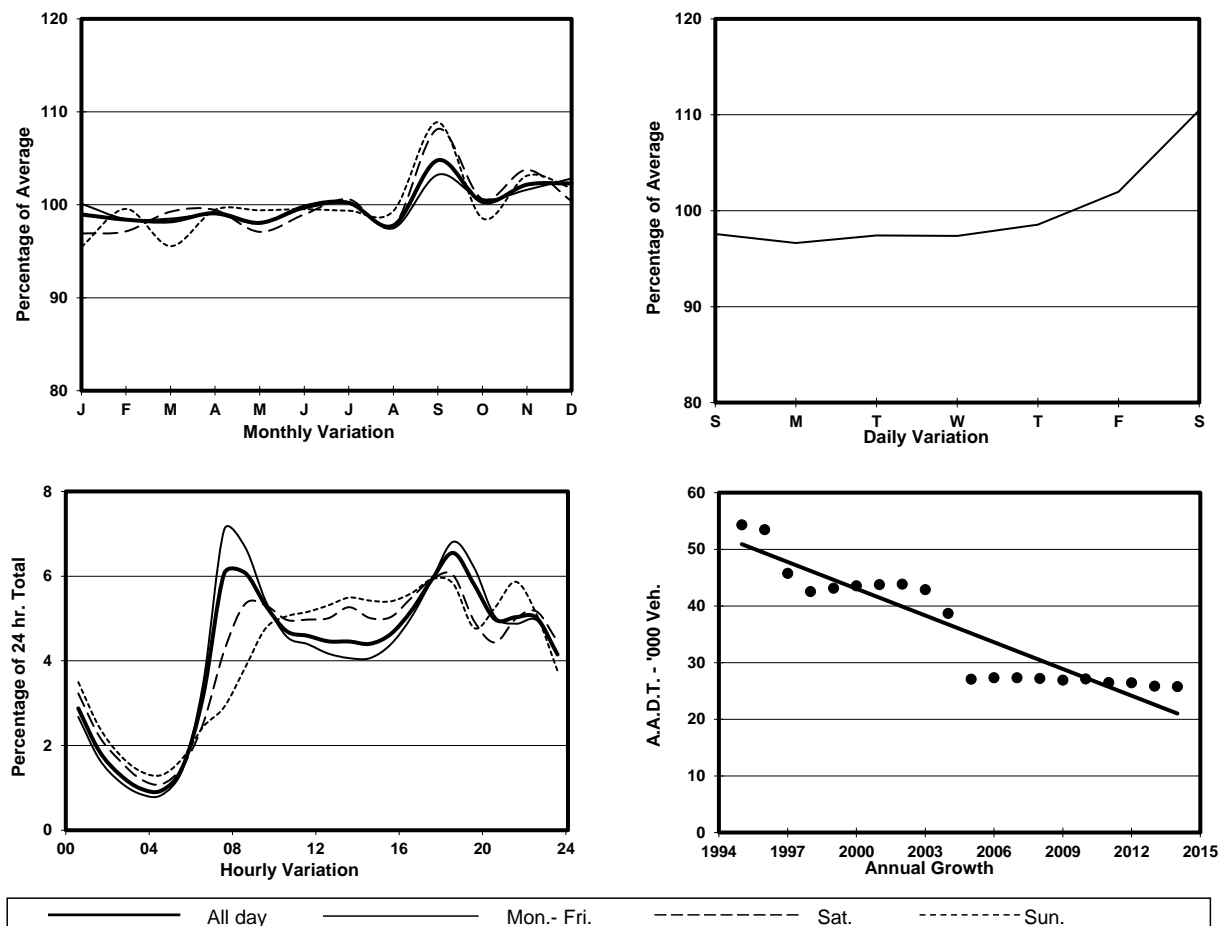 120
110
100
90
80
Percentage of Average
J F M A M J J A S O N D
Monthly Variation
120
110
100
90
80
Percentage of Average
S M T W T F S
Daily Variation
8
6
4
2
0
Percentage of 24 hr. Total
00 04 08 12 16 20 24
Hourly Variation
60
50
40
30
20
10
0
A.A.D.T. - '000 Veh.
1994 1997 2000 2003 2006 2009 2012 2015
Annual Growth
All day Mon.- Fri. Sat. Sun.